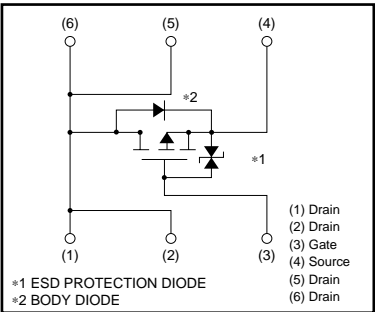 (6) (5) (4)
∗2
∗1
(1) (2) (3)
(1) Drain
(2) Drain
(3) Gate
(4) Source
(5) Drain
(6) Drain
∗1 ESD PROTECTION DIODE
∗2 BODY DIODE